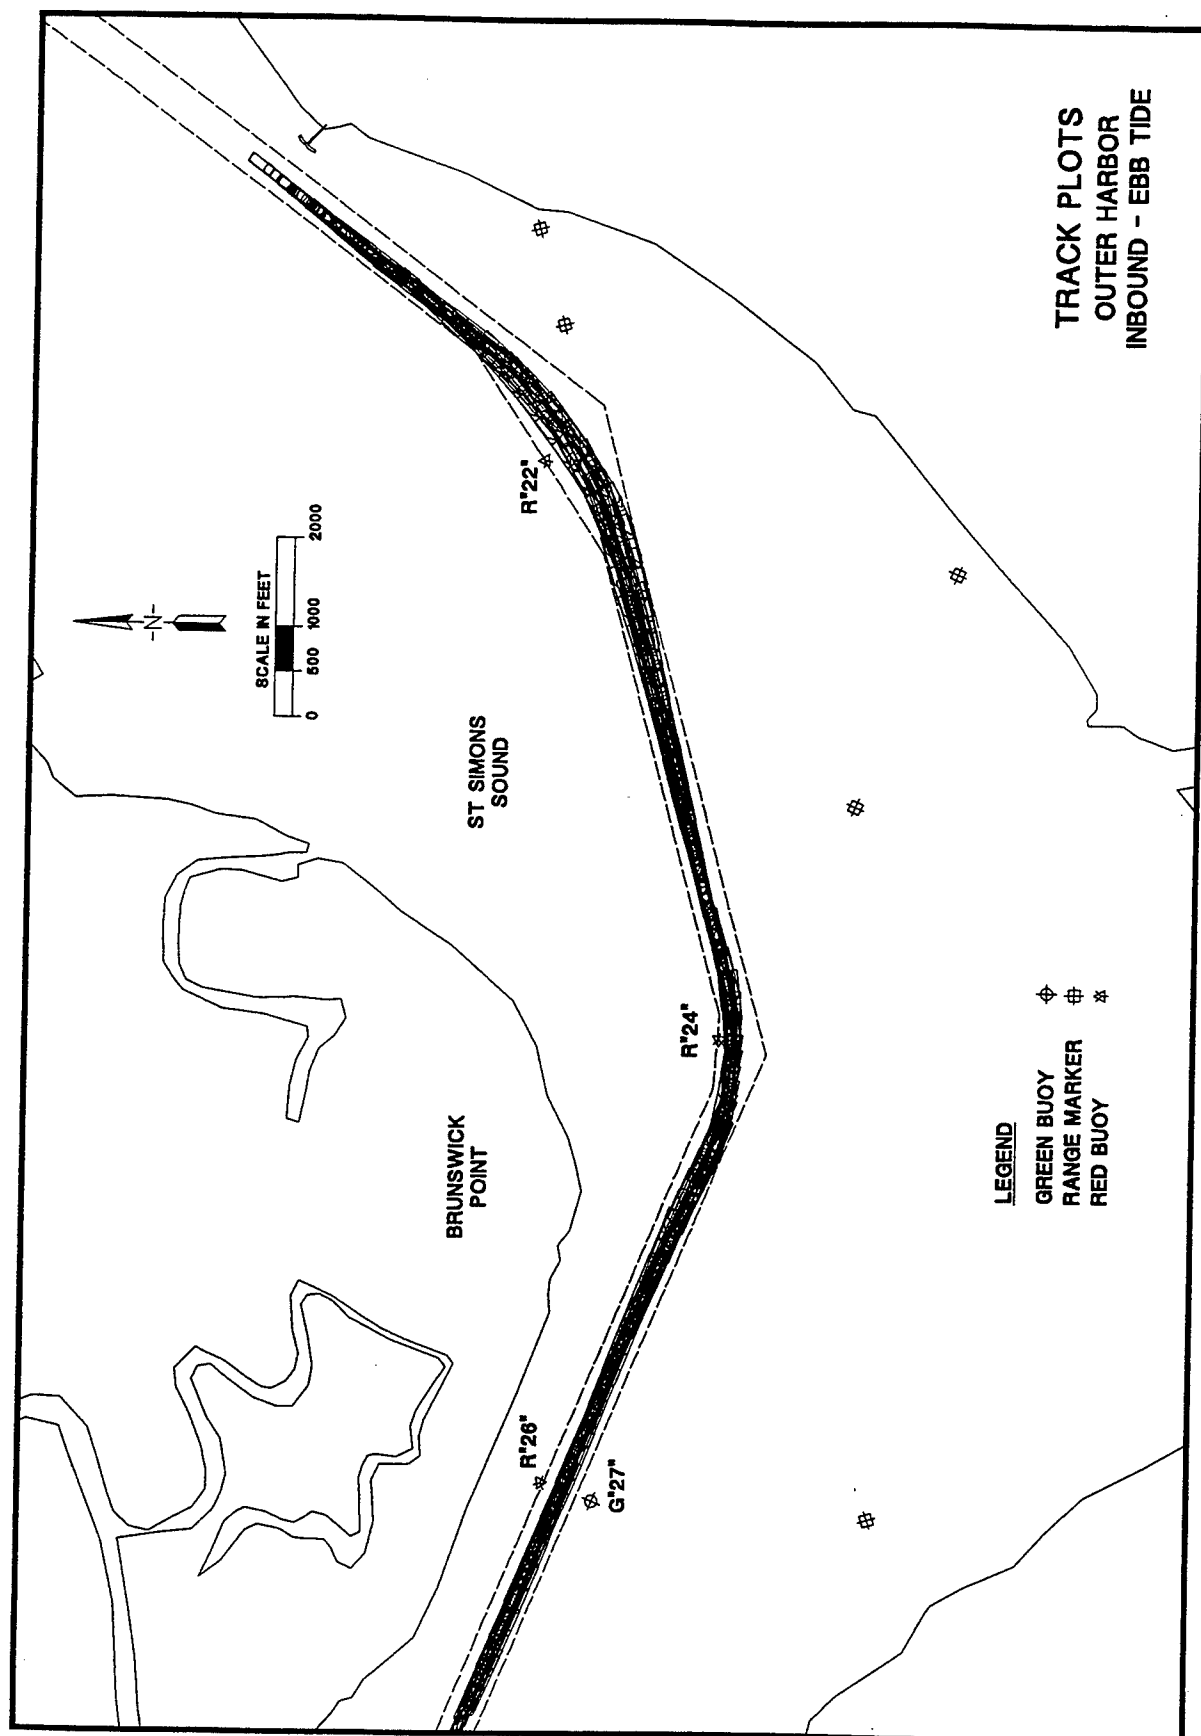 TRACK PLOTS
OUTER HARBOR
INBOUND - EBB TIDE
SCALE IN FEET
0 500 1000 2000
-N-
ST SIMONS
SOUND
BRUNSWICK
POINT
R"22"
R"24"
R"26"
G"27"
LEGEND
GREEN BUOY
RANGE MARKER
RED BUOY